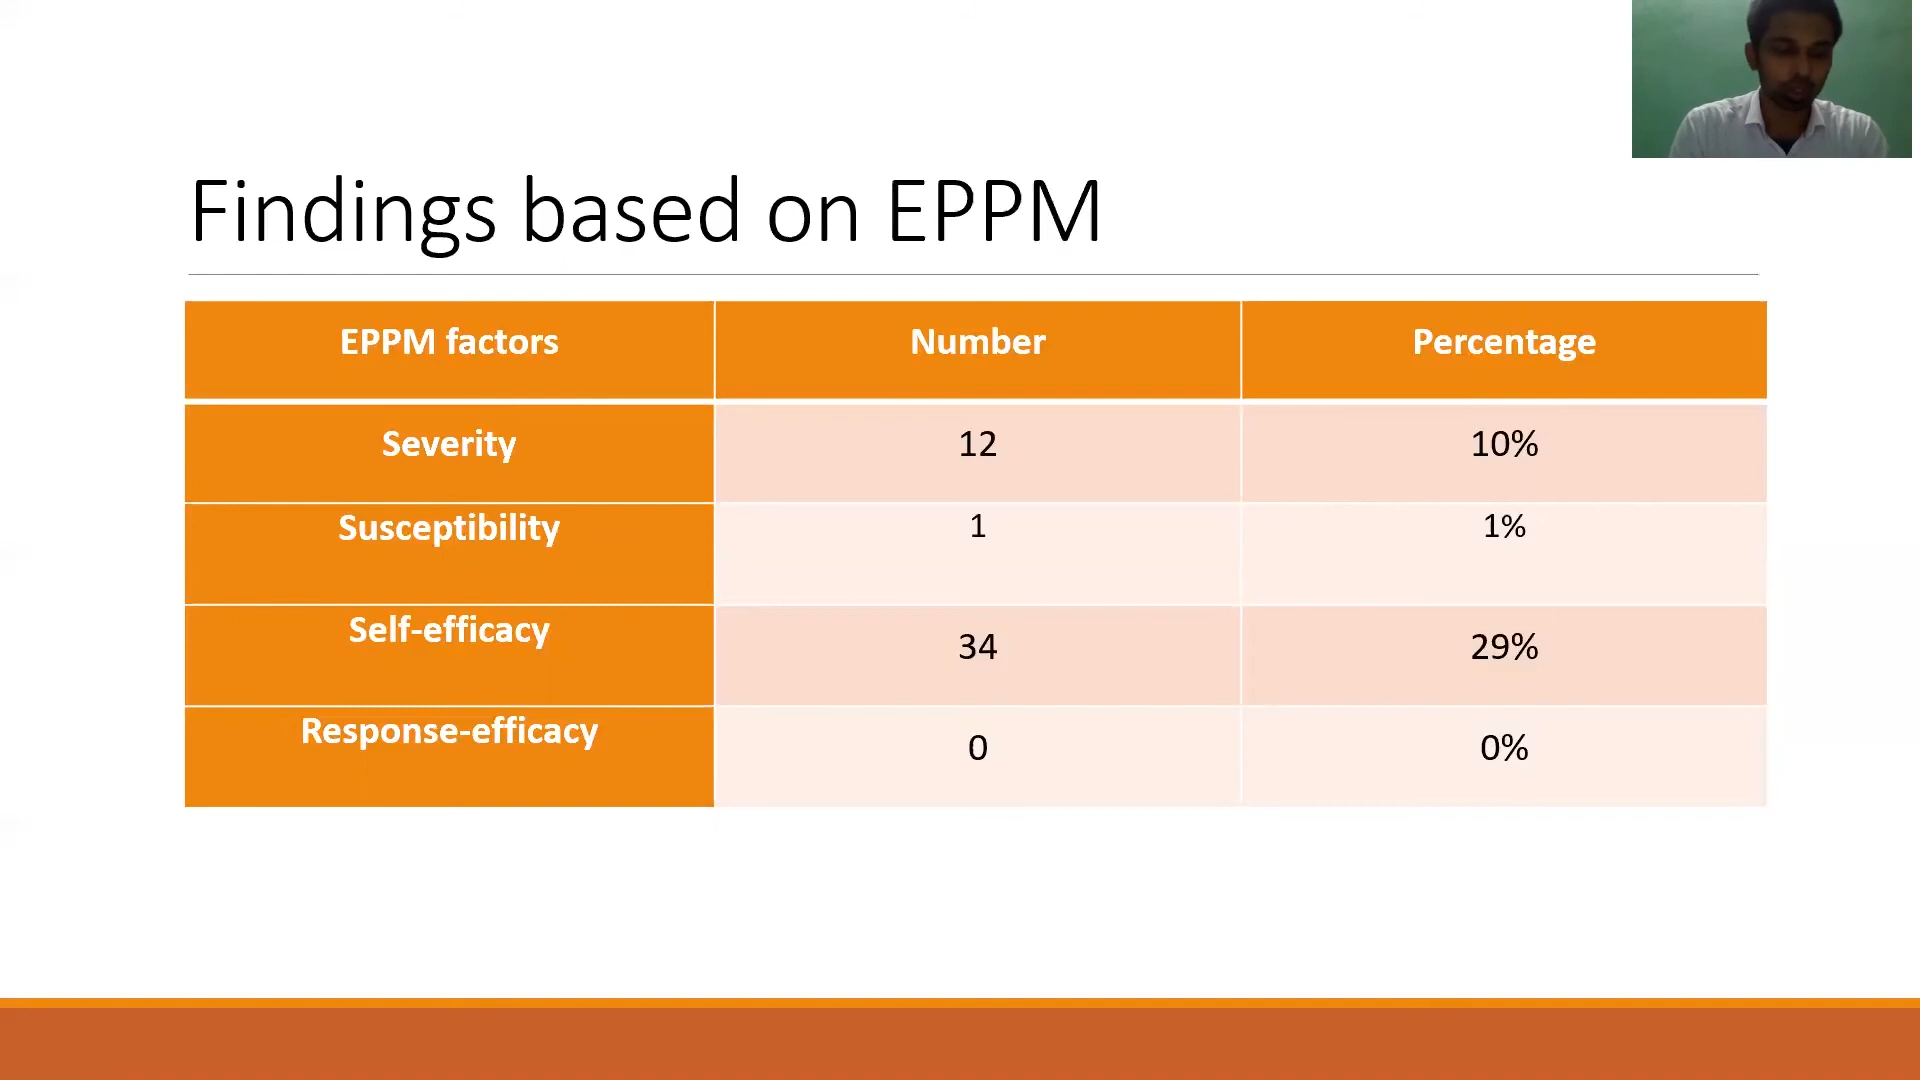 Findings based on EPPM
EPPM factors Number Percentage
Severity 12 10%
Susceptibility 1 1%
Self-efficacy 34 29%
Response-efficacy 0 0%